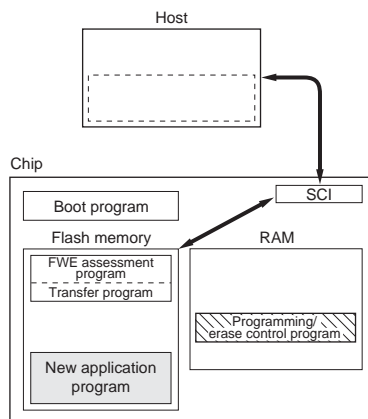 Host
Chip
SCI
Boot program
Flash memory
RAM
FWE assessment
program
Transfer program
Programming/
erase control program
New application
program